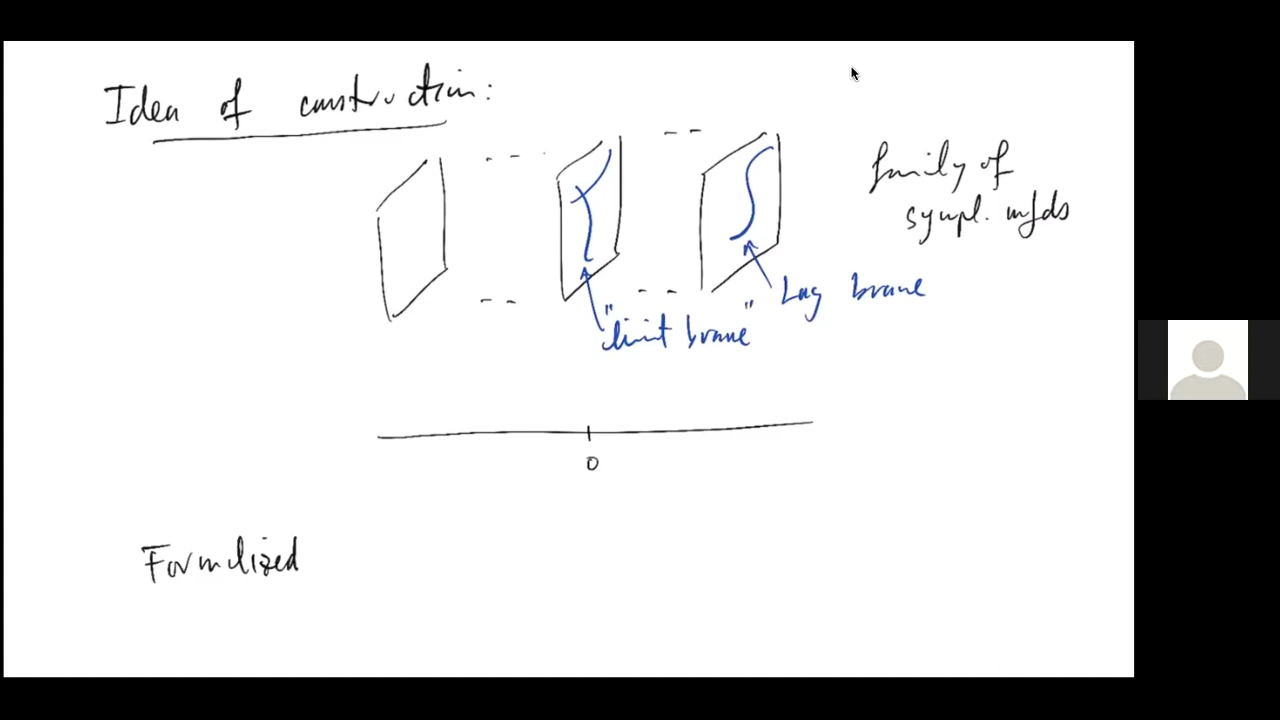 Idea of construction:
family of
sympl. mfds
Lag brane
"limit brane"
0
Formalized